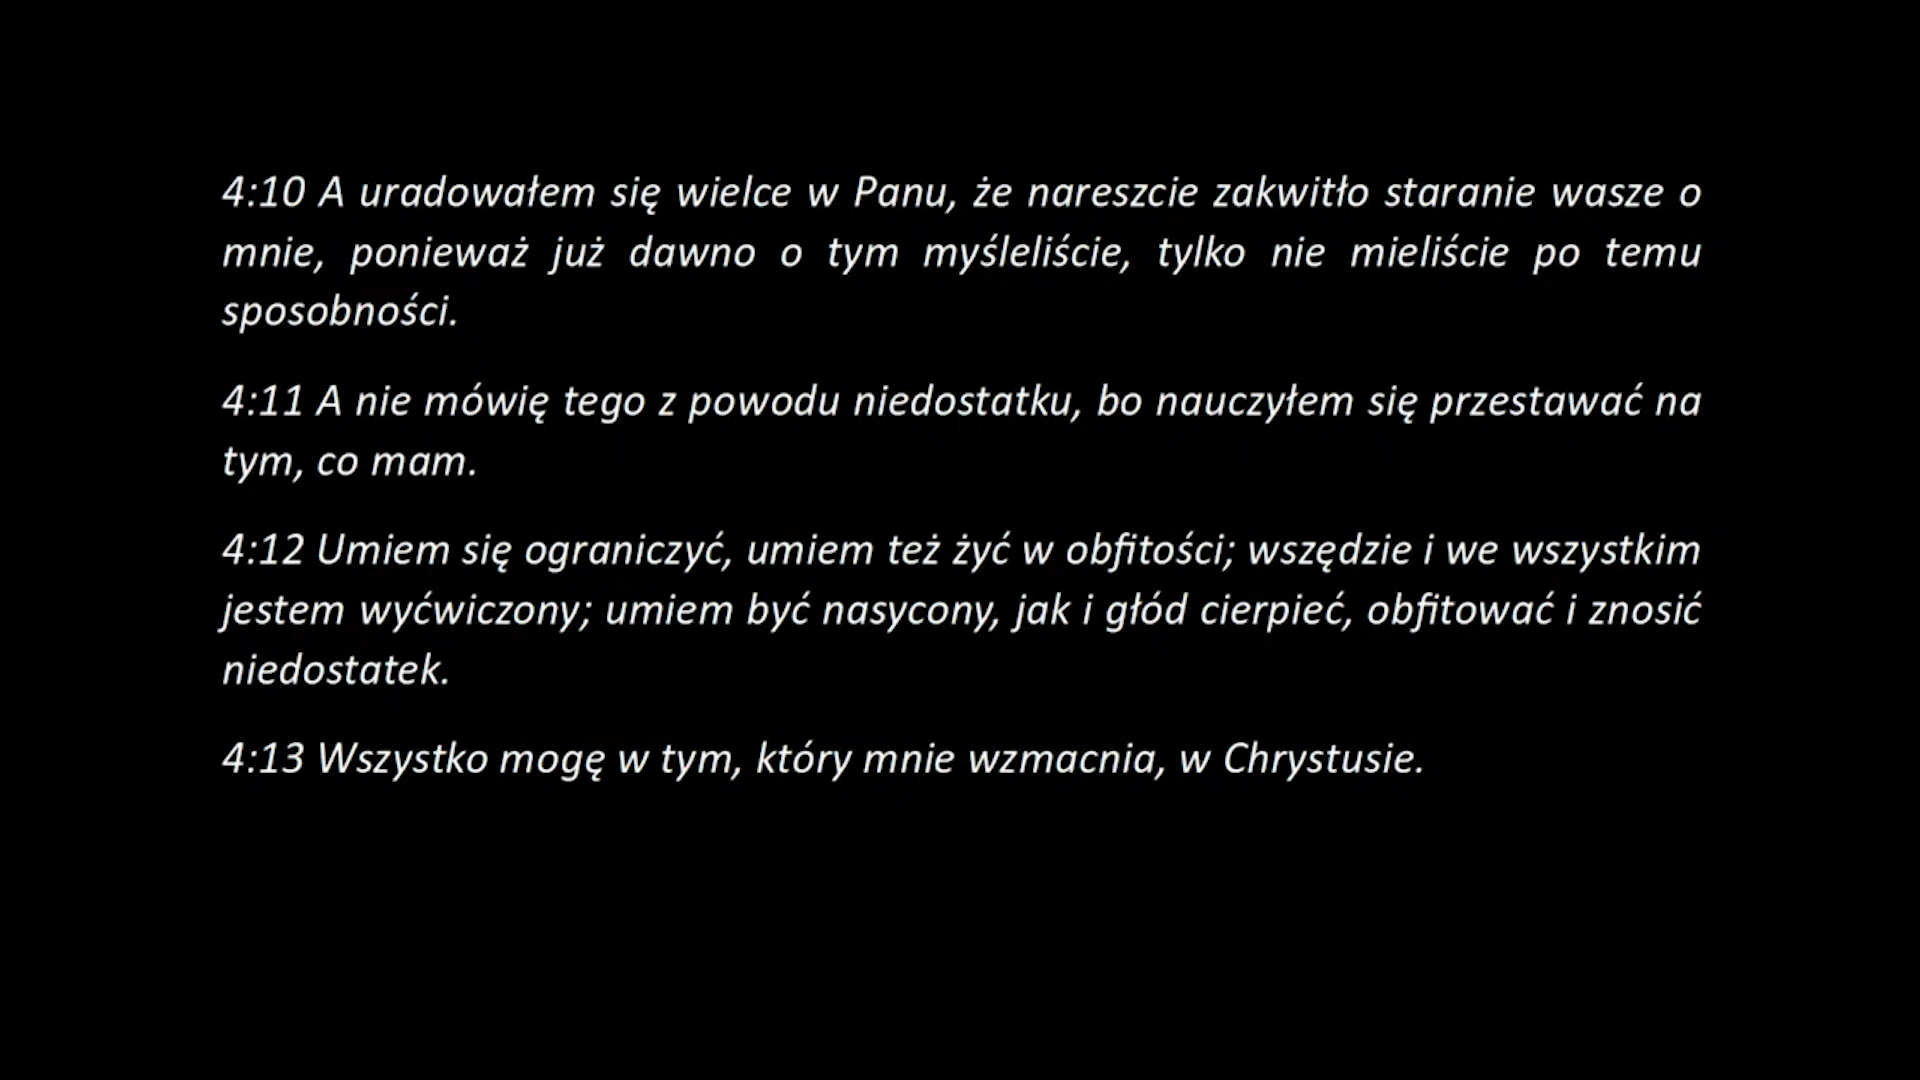 4:10 A uradowałem się wielce w Panu, że nareszcie zakwitło staranie wasze o
mnie, ponieważ już dawno o tym myśleliście, tylko nie mieliście po temu
sposobności.
4:11 A nie mówię tego z powodu niedostatku, bo nauczyłem się przestawać na
tym, co mam.
4:12 Umiem się ograniczyć, umiem też żyć w obfitości; wszędzie i we wszystkim
jestem wyćwiczony; umiem być nasycony, jak i głód cierpieć, obfitować i znosić
niedostatek.
4:13 Wszystko mogę w tym, który mnie wzmacnia, w Chrystusie.